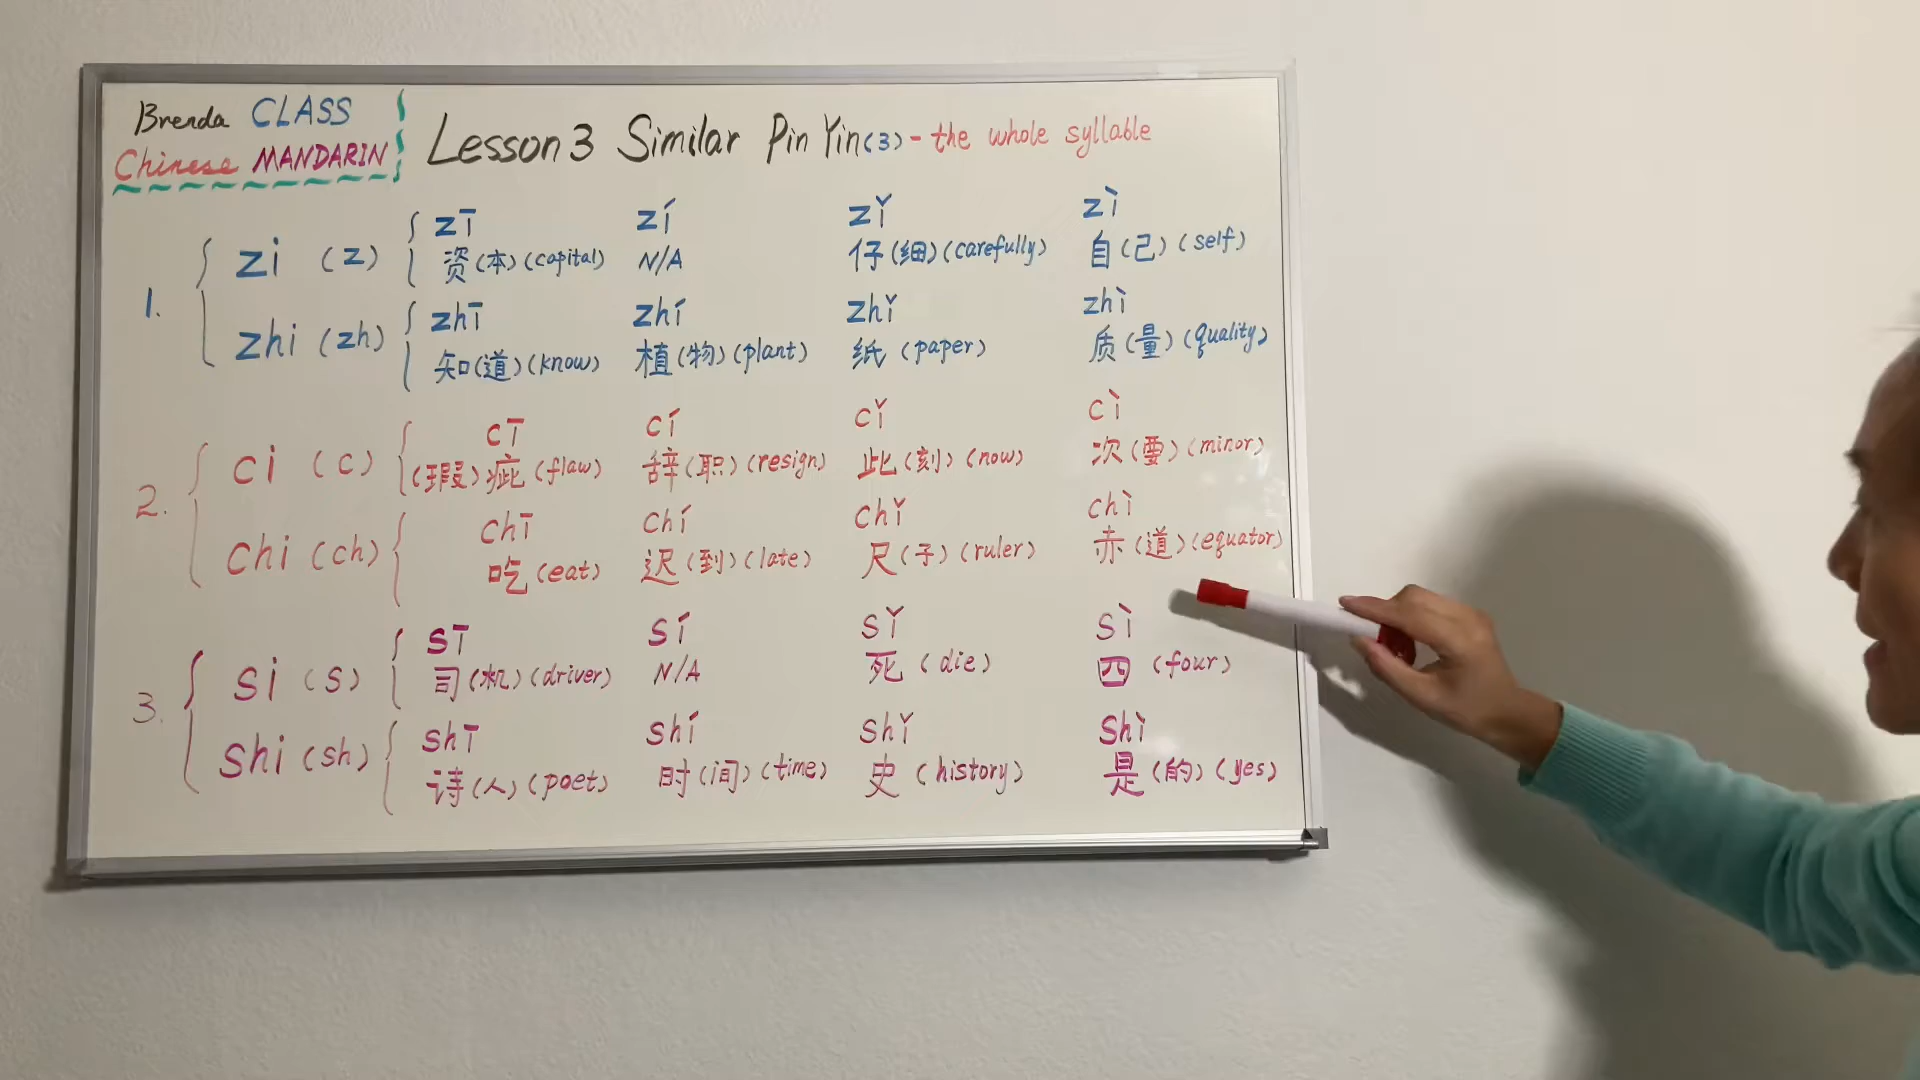 Brenda CLASS
Chinese MANDARIN
Lesson 3 Similar Pin Yin(3) - the whole syllable
1.
zi (z)
zī zí zǐ zì
资(本)(capital) N/A 仔(细)(carefully) 自(己)(self)
zhi (zh)
zhī zhí zhǐ zhì
知(道)(know) 植(物)(plant) 纸(paper) 质(量)(quality)
2.
ci (c)
cī cí cǐ cì
(瑕)疵(flaw) 辞(职)(resign) 此(刻)(now) 次(要)(minor)
chi (ch)
chī chí chǐ chì
吃(eat) 迟(到)(late) 尺(子)(ruler) 赤(道)(equator)
3.
si (s)
sī sí sǐ sì
司(机)(driver) N/A 死(die) 四(four)
shi (sh)
shī shí shǐ shì
诗(人)(poet) 时(间)(time) 史(history) 是(的)(yes)